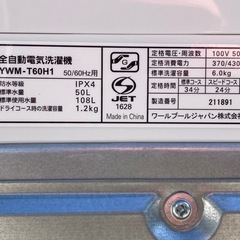 全自動電気洗濯機
YWM-T60H1 50/60Hz用
防水等級 IPX4
標準水量 50L
標準使用水量 108L
ドライコース時の洗濯容量 1.2kg
G
S
JET
1628
定格電圧・周波数 100V 50
定格消費電力 370/430
標準洗濯容量 6.0kg
目安時間 標準コース スピードコース
34分 24分
製造番号 211891
ワールプールジャパン株式会